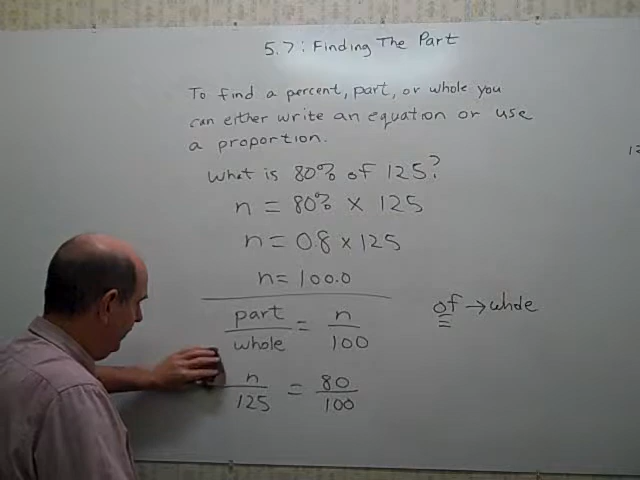 5.7: Finding The Part
To find a percent, part, or whole you
can either write an equation or use
a proportion.
What is 80% of 125?
n = 80% × 125
n = 0.8 × 125
n = 100.0
part/whole = n/100
of → whole
n/125 = 80/100